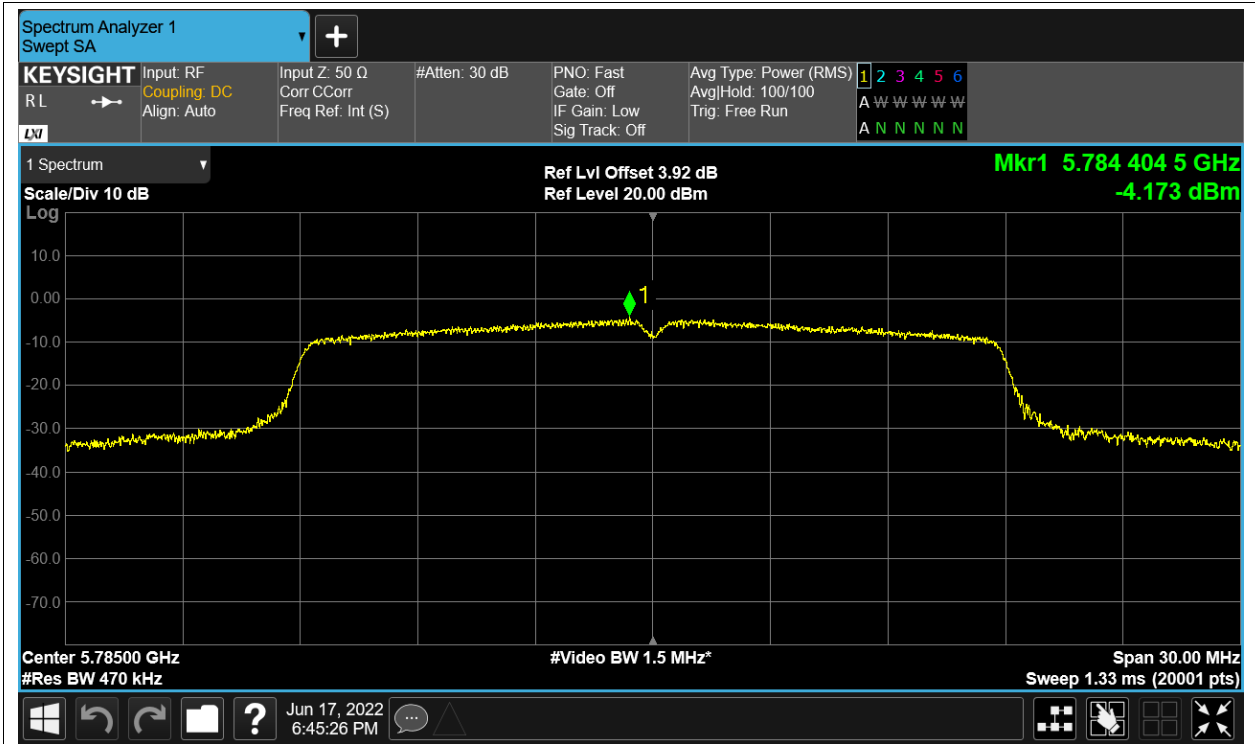 Spectrum Analyzer 1
Swept SA
KEYSIGHT
R L
LXI
Input: RF
Coupling: DC
Align: Auto
Input Z: 50 Ω
Corr CCorr
Freq Ref: Int (S)
#Atten: 30 dB
PNO: Fast
Gate: Off
IF Gain: Low
Sig Track: Off
Avg Type: Power (RMS)
Avg|Hold: 100/100
Trig: Free Run
1 2 3 4 5 6
A W W W W W
A N N N N N
1 Spectrum
Scale/Div 10 dB
Log
Ref Lvl Offset 3.92 dB
Ref Level 20.00 dBm
Mkr1 5.784 404 5 GHz
-4.173 dBm
10.0
0.00
-10.0
-20.0
-30.0
-40.0
-50.0
-60.0
-70.0
1
Center 5.78500 GHz
#Res BW 470 kHz
#Video BW 1.5 MHz*
Span 30.00 MHz
Sweep 1.33 ms (20001 pts)
?
Jun 17, 2022
6:45:26 PM